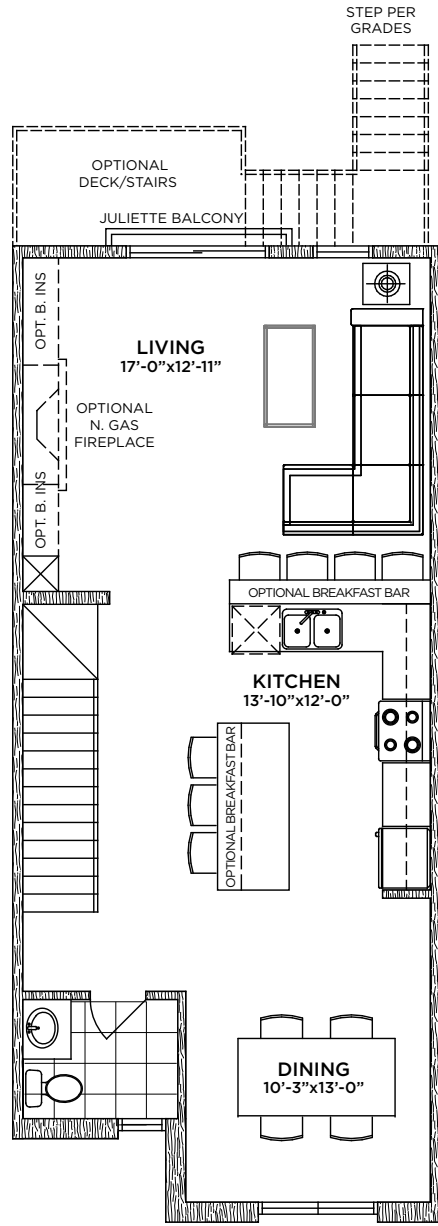 STEP PER
GRADES
OPTIONAL
DECK/STAIRS
JULIETTE BALCONY
OPT. B. INS
LIVING
17'-0"x12'-11"
OPTIONAL
N. GAS
FIREPLACE
OPT. B. INS
OPTIONAL BREAKFAST BAR
KITCHEN
13'-10"x12'-0"
OPTIONAL BREAKFAST BAR
DINING
10'-3"x13'-0"